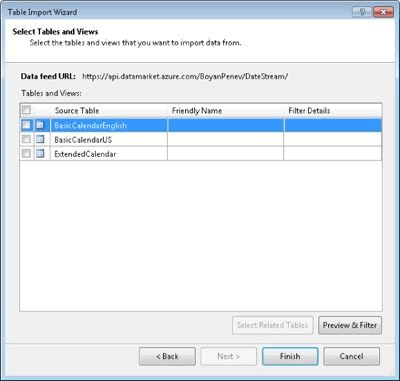 Table Import Wizard
Select Tables and Views
Select the tables and views that you want to import data from.
Data feed URL: https://api.datamarket.azure.com/BoyanPenev/DateStream/
Tables and Views:
Source Table Friendly Name Filter Details
BasicCalendarEnglish
BasicCalendarUS
ExtendedCalendar
Select Related Tables Preview & Filter
< Back Next > Finish Cancel